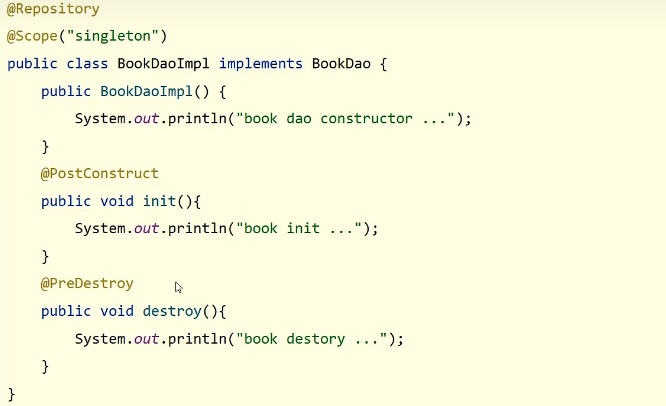 @Repository
@Scope("singleton")
public class BookDaoImpl implements BookDao {
    public BookDaoImpl() {
        System.out.println("book dao constructor ...");
    }
    @PostConstruct
    public void init(){
        System.out.println("book init ...");
    }
    @PreDestroy
    public void destroy(){
        System.out.println("book destory ...");
    }
}